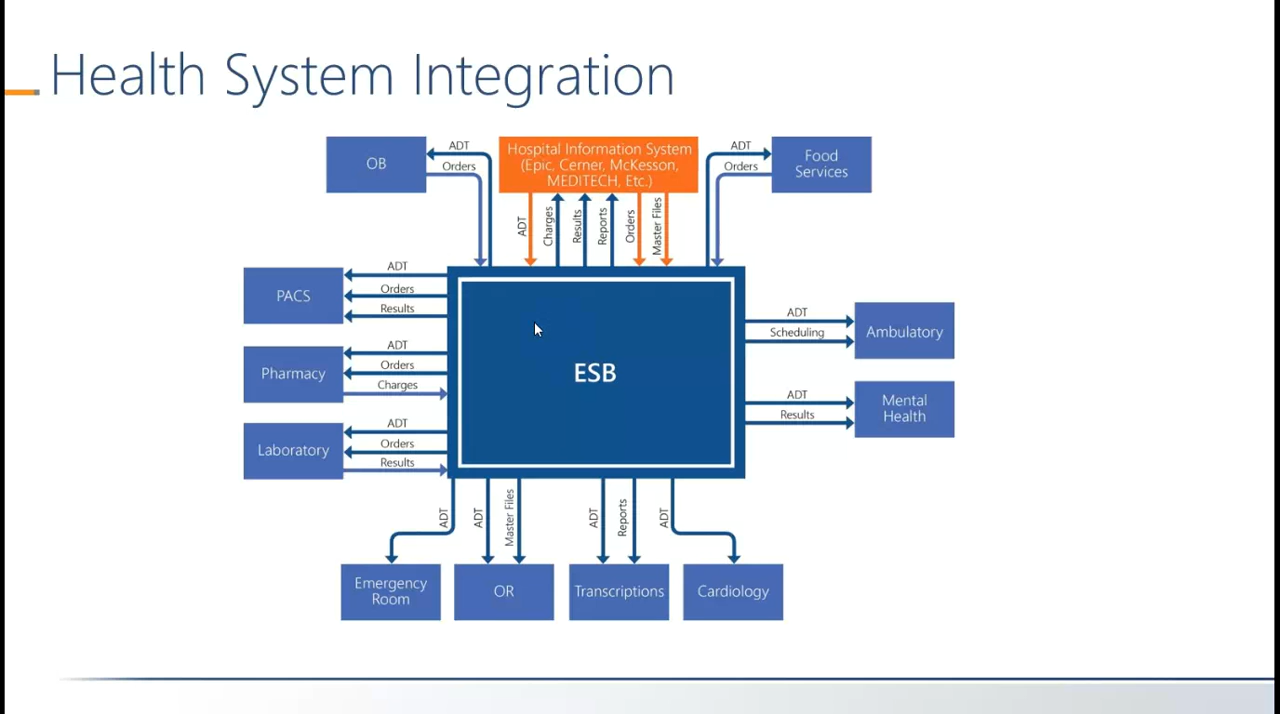 Health System Integration
OB
ADT
Orders
Hospital Information System
(Epic, Cerner, McKesson,
MEDITECH, Etc.)
ADT
Orders
Food
Services
ADT
Charges
Results
Reports
Orders
Master Files
PACS
ADT
Orders
Results
Pharmacy
ADT
Orders
Charges
Laboratory
ADT
Orders
Results
ESB
ADT
Scheduling
Ambulatory
ADT
Results
Mental
Health
ADT
ADT
Master Files
ADT
Reports
ADT
Emergency
Room
OR
Transcriptions
Cardiology